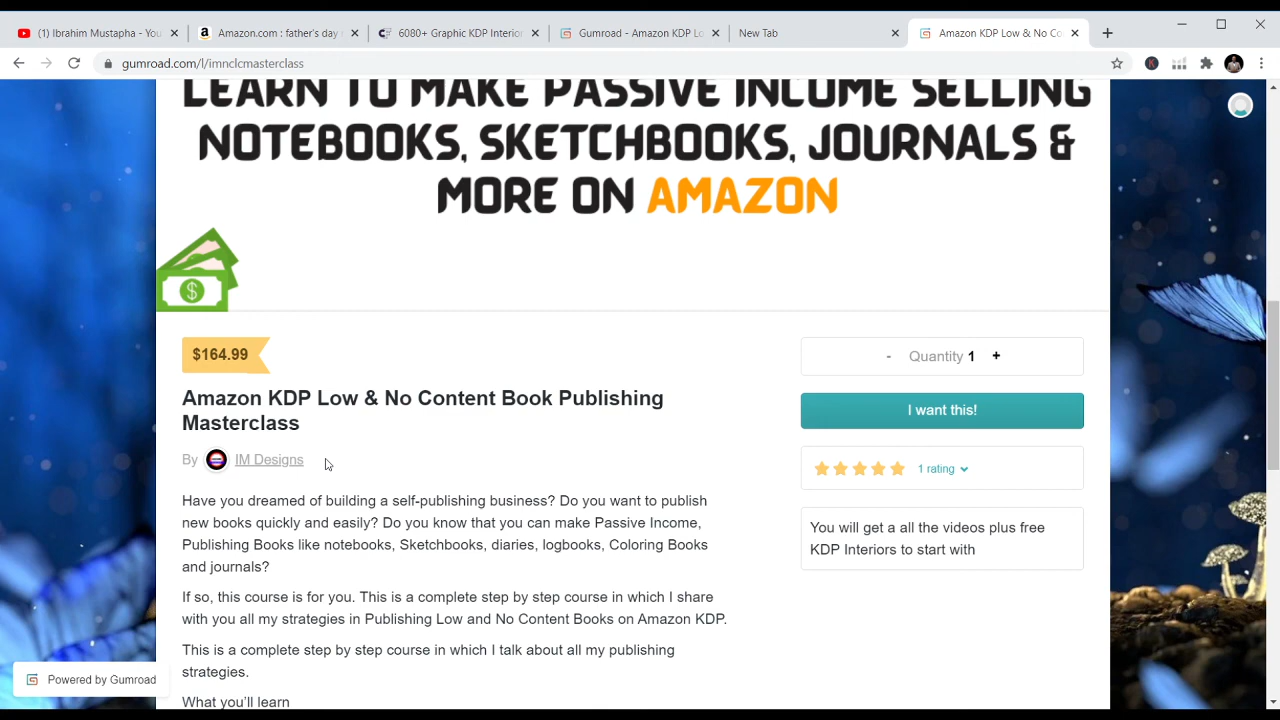 (1) Ibrahim Mustapha - You
Amazon.com : father's day
6080+ Graphic KDP Interior
Gumroad - Amazon KDP Lo
New Tab
Amazon KDP Low & No Co
gumroad.com/l/imnclcmasterclass
LEARN TO MAKE PASSIVE INCOME SELLING
NOTEBOOKS, SKETCHBOOKS, JOURNALS &
MORE ON AMAZON
$164.99
Amazon KDP Low & No Content Book Publishing
Masterclass
By IM Designs
Have you dreamed of building a self-publishing business? Do you want to publish
new books quickly and easily? Do you know that you can make Passive Income,
Publishing Books like notebooks, Sketchbooks, diaries, logbooks, Coloring Books
and journals?
If so, this course is for you. This is a complete step by step course in which I share
with you all my strategies in Publishing Low and No Content Books on Amazon KDP.
This is a complete step by step course in which I talk about all my publishing
strategies.
What you'll learn
- Quantity 1 +
I want this!
1 rating
You will get a all the videos plus free
KDP Interiors to start with
Powered by Gumroad